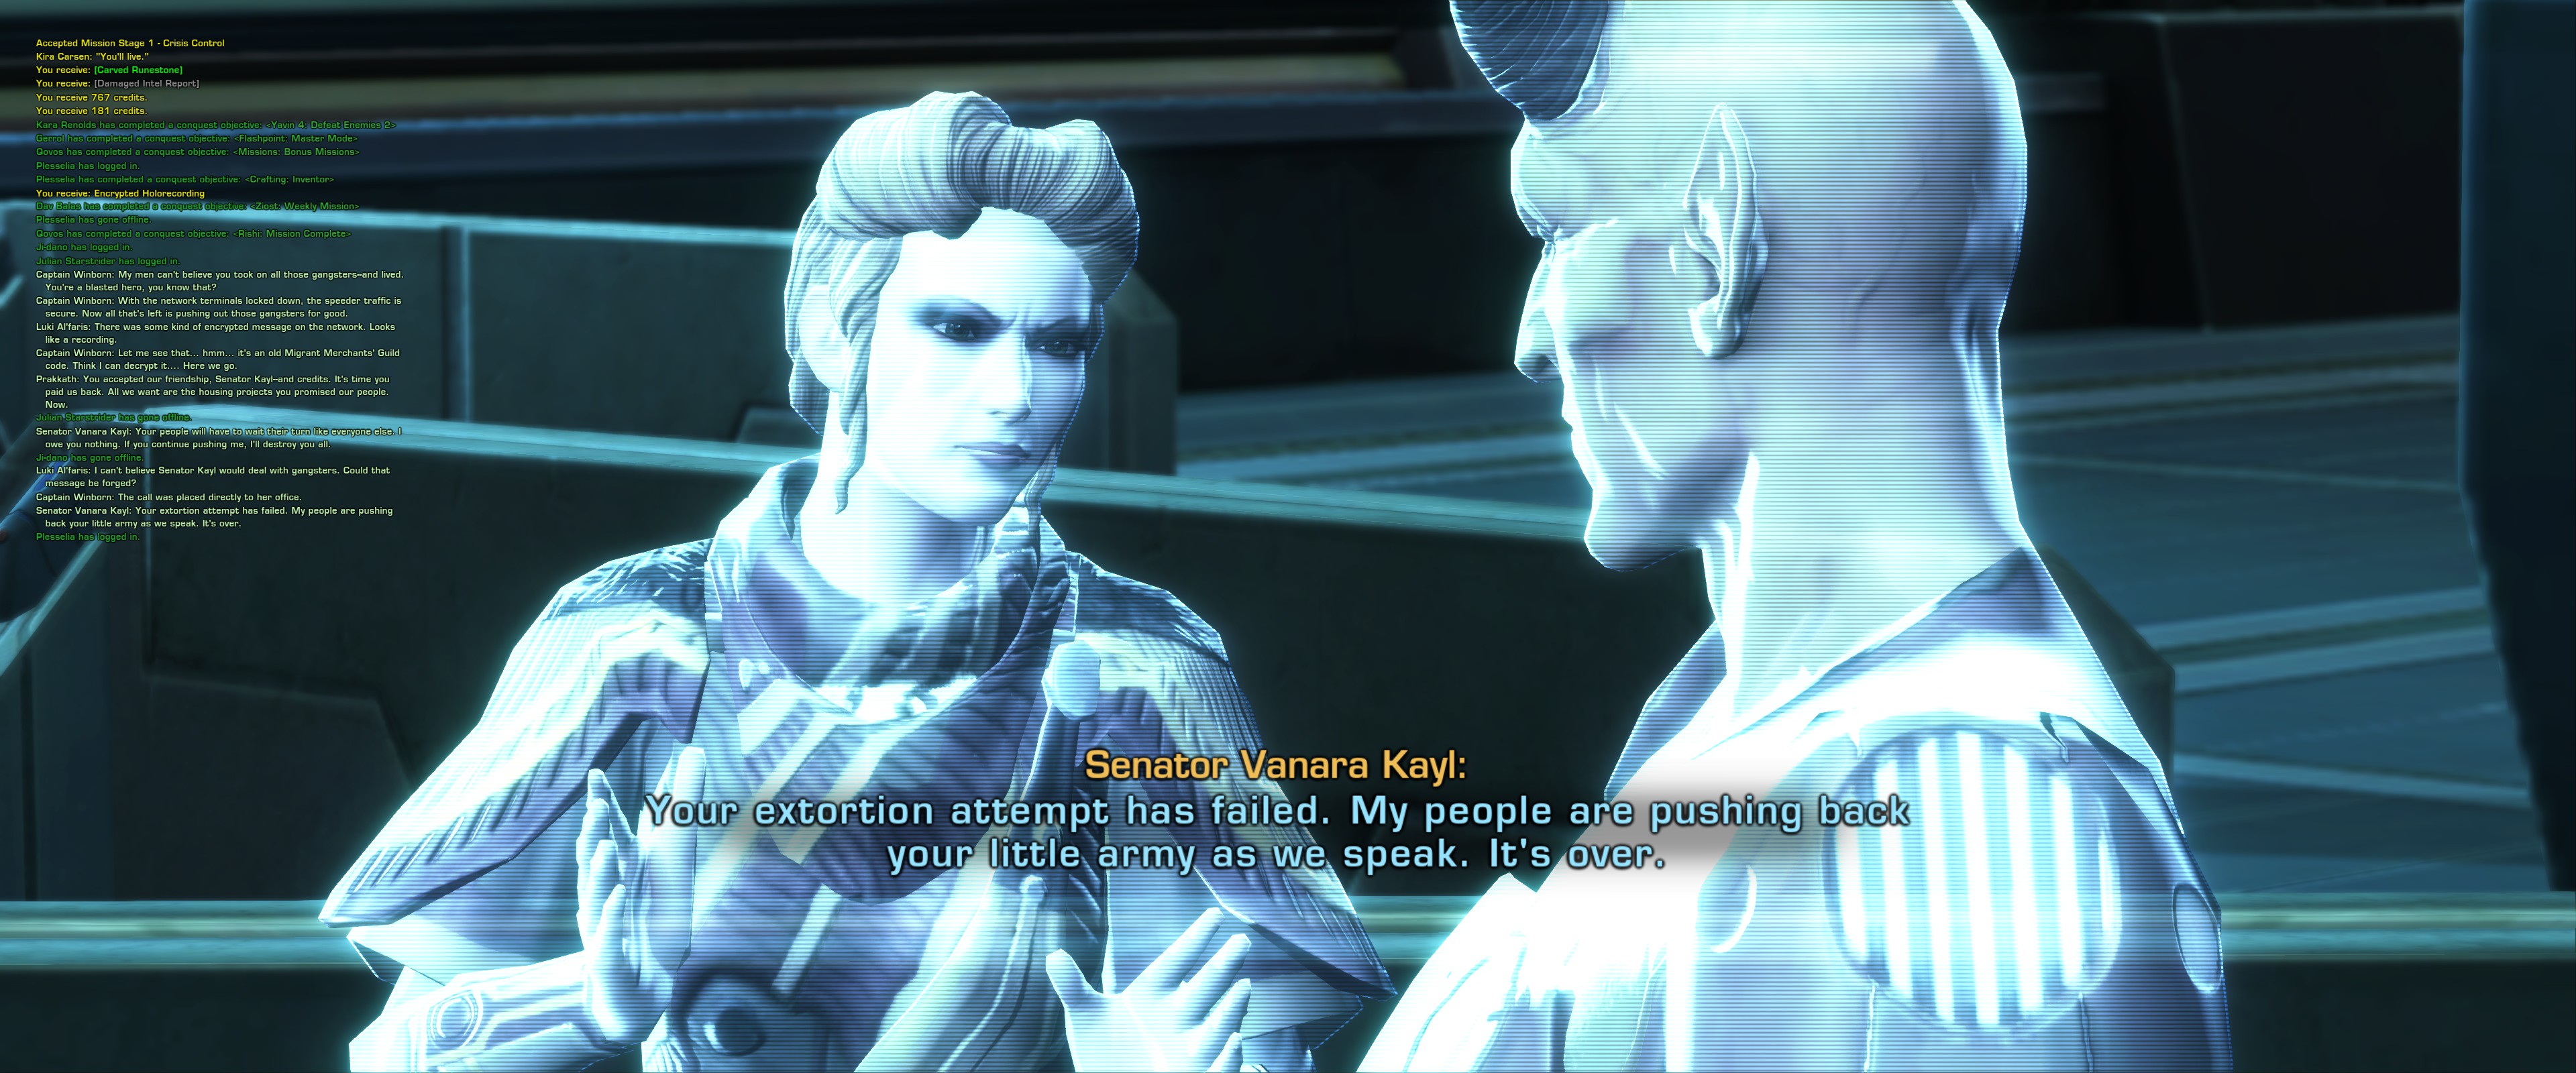 Accepted Mission Stage 1 - Crisis Control
Kira Carsen: "You'll live."
You receive: [Carved Runestone]
You receive: [Damaged Intel Report]
You receive 767 credits.
You receive 181 credits.
Kara Renolds has completed a conquest objective: <Yavin 4: Defeat Enemies 2>
Gerrol has completed a conquest objective: <Flashpoint: Master Mode>
Qovos has completed a conquest objective: <Missions: Bonus Missions>
Plesselia has logged in.
Plesselia has completed a conquest objective: <Crafting: Inventor>
You receive: Encrypted Holorecording
Dav Balas has completed a conquest objective: <Ziost: Weekly Mission>
Plesselia has gone offline.
Qovos has completed a conquest objective: <Rishi: Mission Complete>
Ji-dano has logged in.
Julian Starstrider has logged in.
Captain Winborn: My men can't believe you took on all those gangsters—and lived.
You're a blasted hero, you know that?
Captain Winborn: With the network terminals locked down, the speeder traffic is
secure. Now all that's left is pushing out those gangsters for good.
Luki Al'faris: There was some kind of encrypted message on the network. Looks
like a recording.
Captain Winborn: Let me see that... hmm... it's an old Migrant Merchants' Guild
code. Think I can decrypt it.... Here we go.
Prakkath: You accepted our friendship, Senator Kayl—and credits. It's time you
paid us back. All we want are the housing projects you promised our people.
Now.
Julian Starstrider has gone offline.
Senator Vanara Kayl: Your people will have to wait their turn like everyone else. I
owe you nothing. If you continue pushing me, I'll destroy you all.
Ji-dano has gone offline.
Luki Al'faris: I can't believe Senator Kayl would deal with gangsters. Could that
message be forged?
Captain Winborn: The call was placed directly to her office.
Senator Vanara Kayl: Your extortion attempt has failed. My people are pushing
back your little army as we speak. It's over.
Plesselia has logged in.
Senator Vanara Kayl:
Your extortion attempt has failed. My people are pushing back
your little army as we speak. It's over.